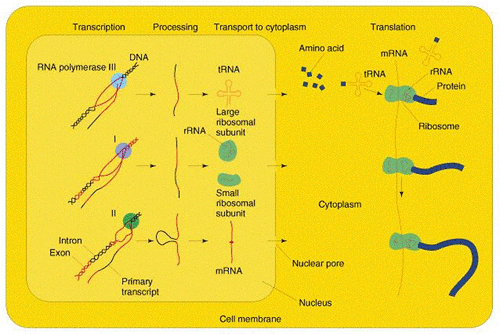 Transcription
Processing
Transport to cytoplasm
Translation
DNA
RNA polymerase III
tRNA
Amino acid
mRNA
tRNA
rRNA
Protein
Ribosome
Large
ribosomal
subunit
I
rRNA
Small
ribosomal
subunit
Cytoplasm
II
Intron
Exon
Primary
transcript
mRNA
Nuclear pore
Nucleus
Cell membrane